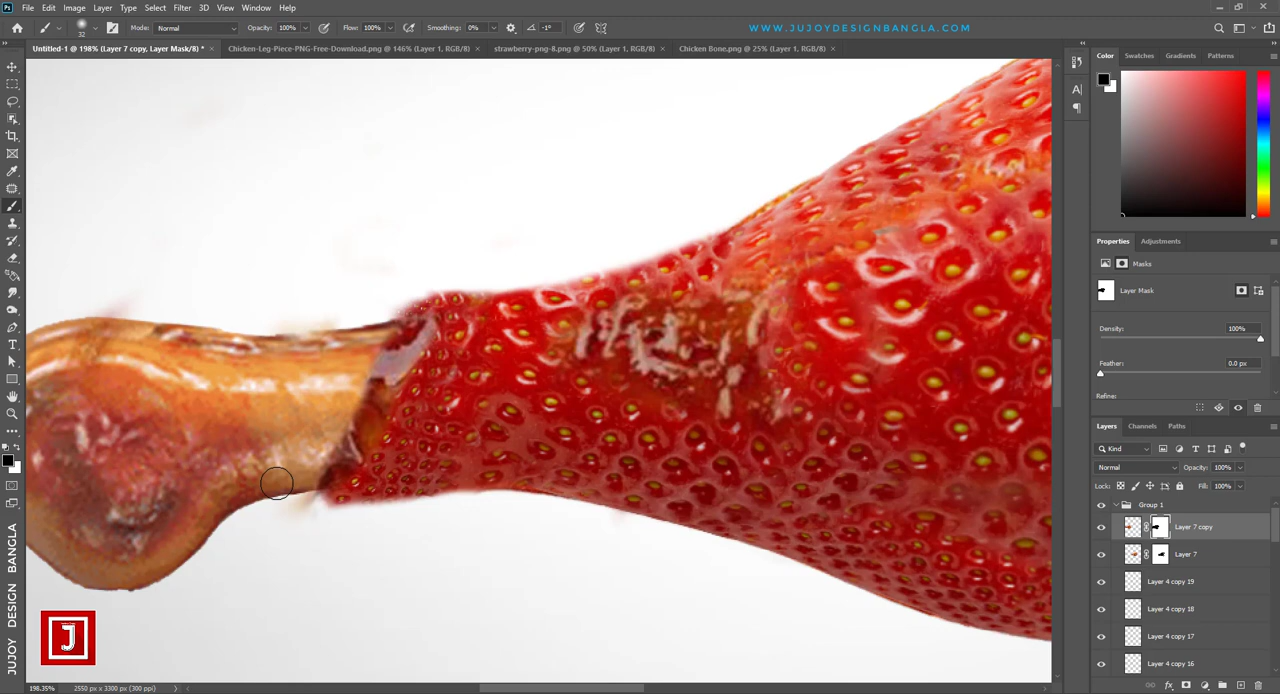 File Edit Image Layer Type Select Filter 3D View Window Help
Mode: Normal Opacity: 100% Flow: 100% Smoothing: 0% -1°
WWW.JUJOYDESIGNBANGLA.COM
Untitled-1 @ 198% (Layer 7 copy, Layer Mask/8) * ×
Chicken-Leg-Piece-PNG-Free-Download.png @ 146% (Layer 1, RGB/8) ×
strawberry-png-8.png @ 50% (Layer 1, RGB/8) ×
Chicken Bone.png @ 25% (Layer 1, RGB/8) ×
32
Color Swatches Gradients Patterns
Properties Adjustments
Masks
Layer Mask
Density: 100%
Feather: 0.0 px
Refine:
Layers Channels Paths
Kind
Normal Opacity: 100%
Lock: Fill: 100%
Group 1
Layer 7 copy
Layer 7
Layer 4 copy 19
Layer 4 copy 18
Layer 4 copy 17
Layer 4 copy 16
JUJOY DESIGN BANGLA
J
198.35% 2550 px x 3300 px (300 ppi)